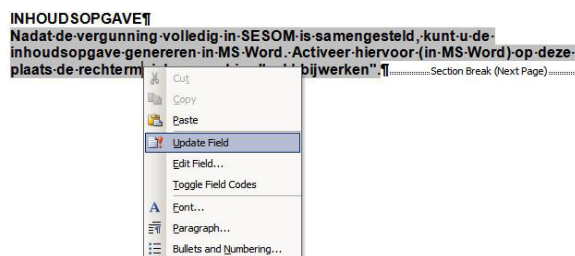 INHOUDSOPGAVE¶
Nadat·de·vergunning·volledig·in·SESOM·is·samengesteld,·kunt·u·de·
inhoudsopgave·genereren·in·MS·Word.·Activeer·hiervoor·(in·MS·Word)·op·deze·
plaats·de·rechterm bijwerken".¶ Section Break (Next Page)
Cut
Copy
Paste
Update Field
Edit Field...
Toggle Field Codes
Font...
Paragraph...
Bullets and Numbering...